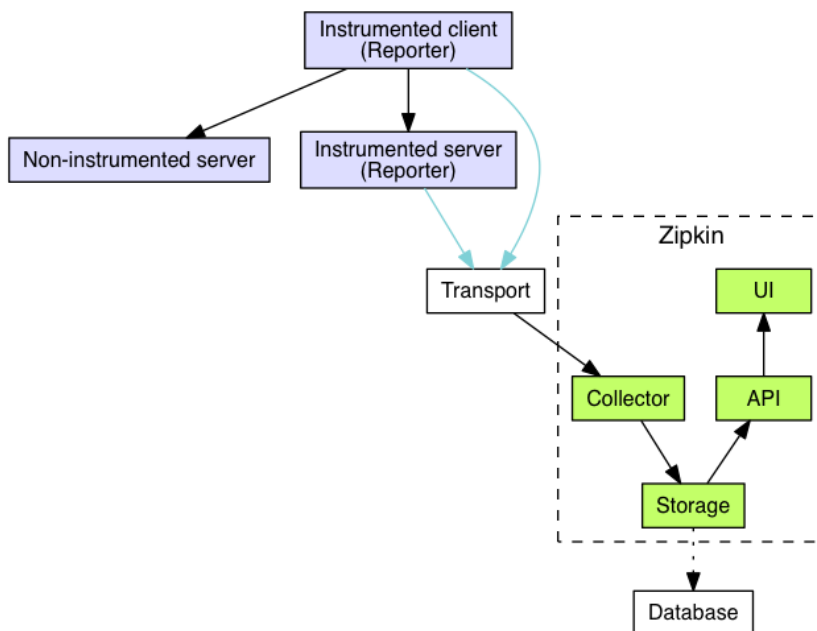 Instrumented client
(Reporter)
Non-instrumented server
Instrumented server
(Reporter)
Zipkin
Transport
UI
Collector
API
Storage
Database